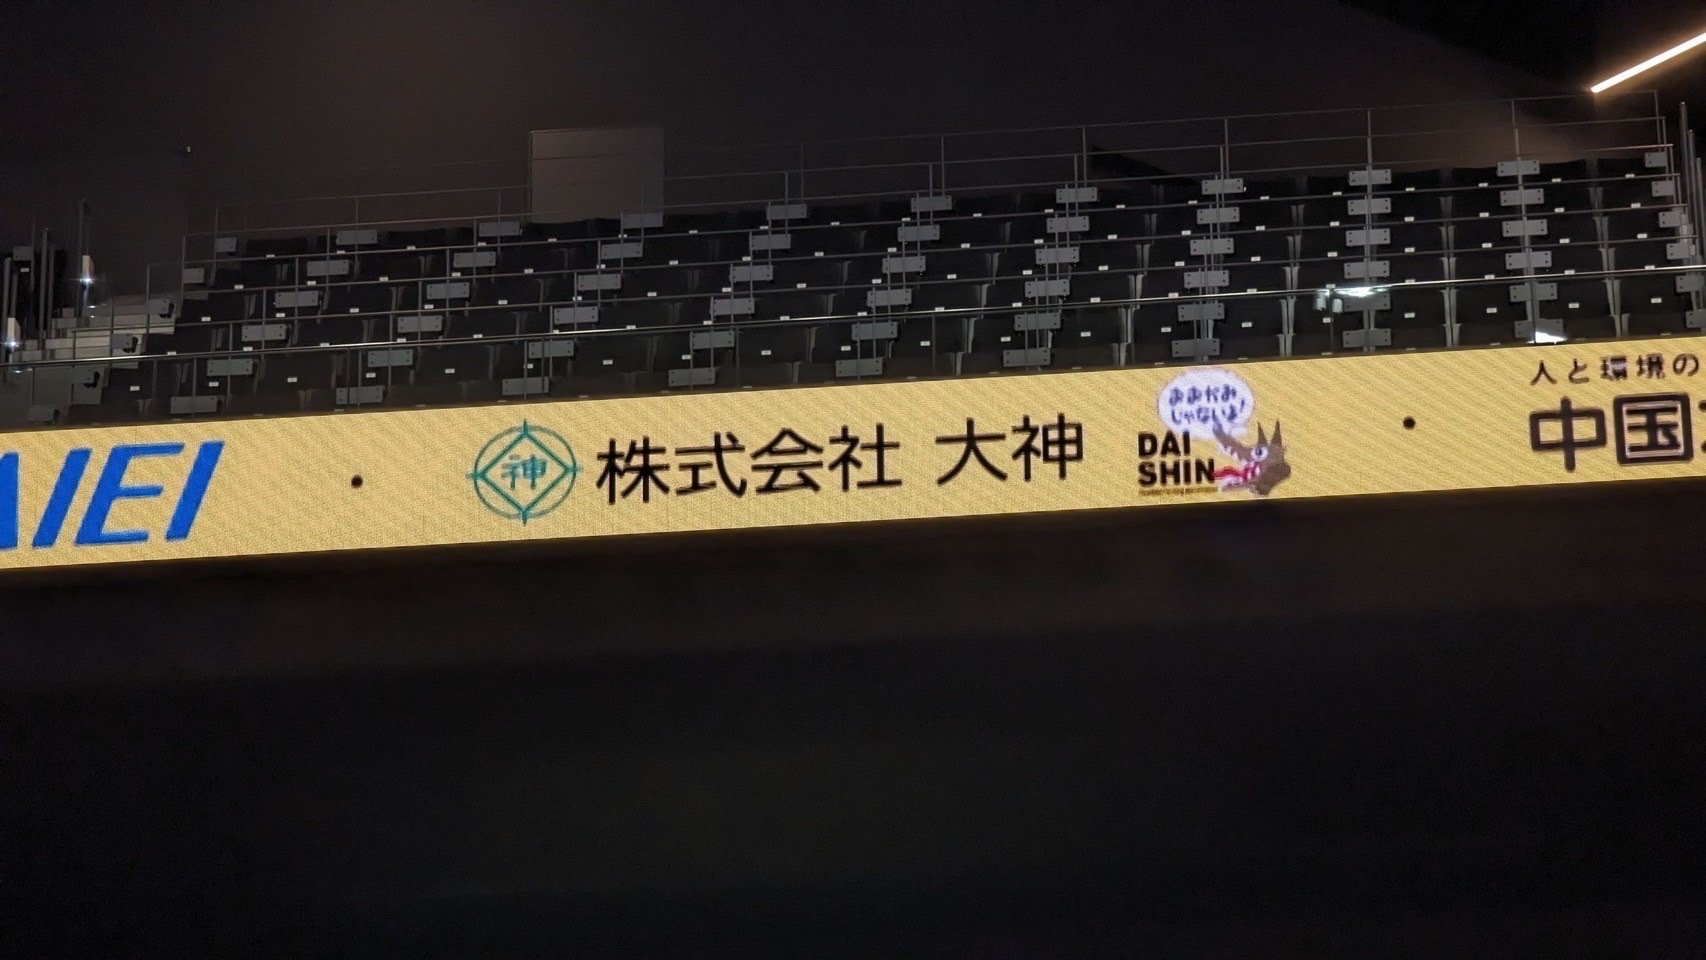 AIEI
・
神
株式会社 大神
おおかみ
じゃないよ!
DAI
SHIN
・
人と環境の
中国